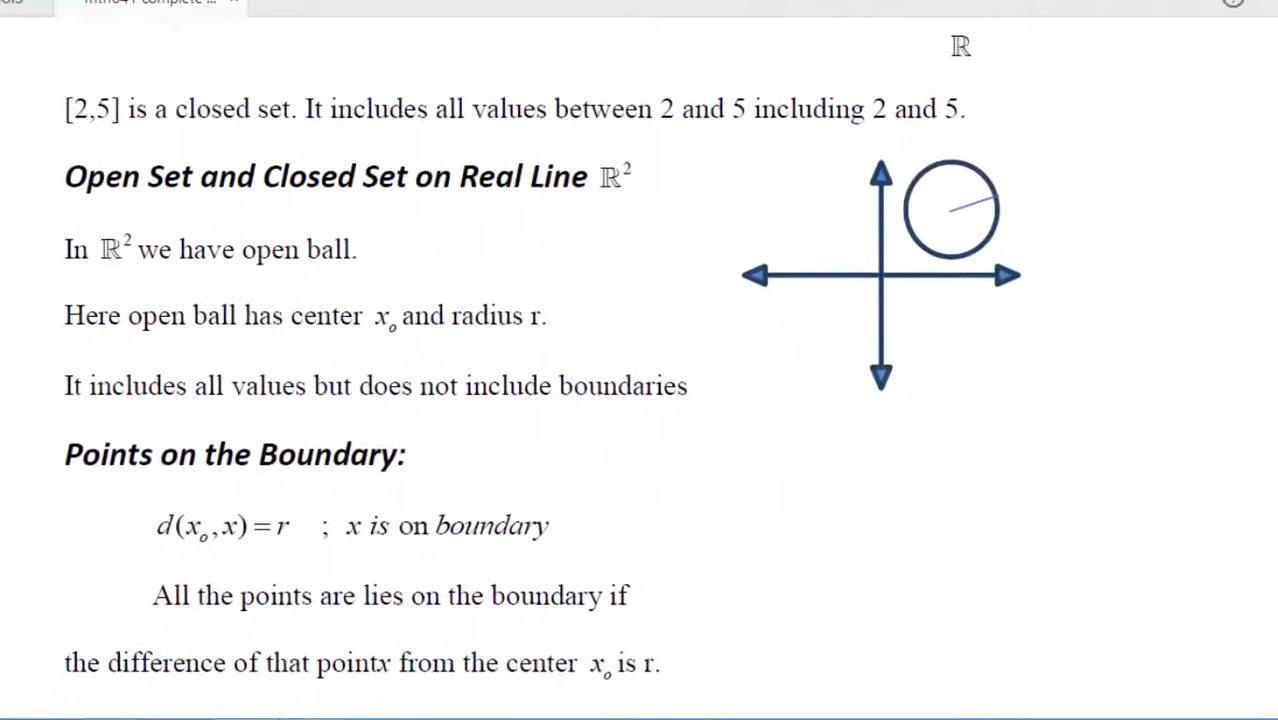 ℝ
[2,5] is a closed set. It includes all values between 2 and 5 including 2 and 5.
Open Set and Closed Set on Real Line ℝ²
In ℝ² we have open ball.
Here open ball has center xₒ and radius r.
It includes all values but does not include boundaries
Points on the Boundary:
d(xₒ,x)=r ; x is on boundary
All the points are lies on the boundary if
the difference of that pointx from the center xₒ is r.